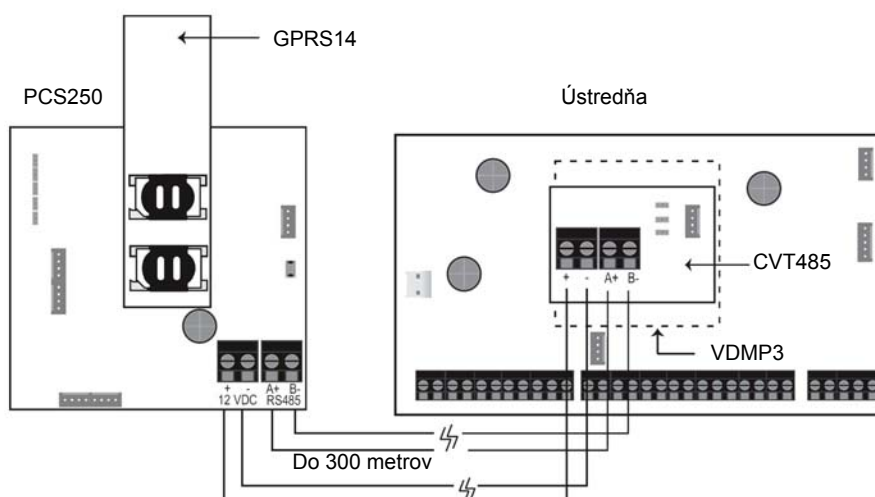 GPRS14
PCS250
Ústredňa
+ - A+ B-
CVT485
VDMP3
+ - A+ B-
12 VDC RS485
Do 300 metrov